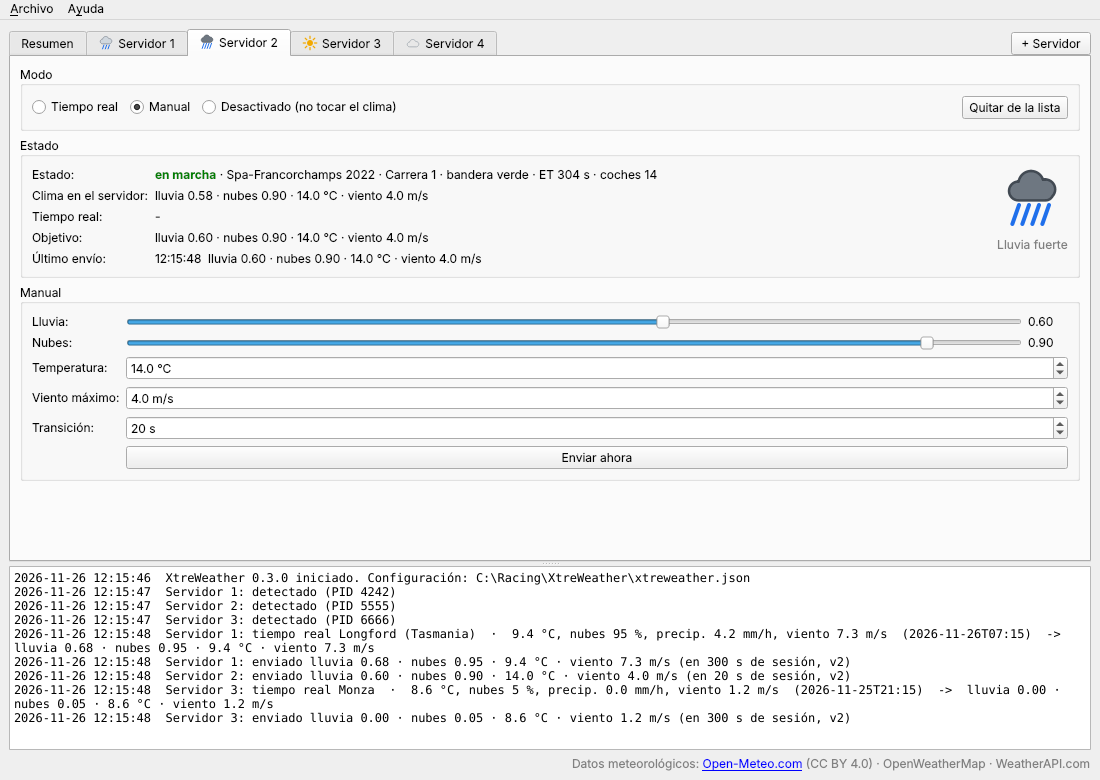 Archivo Ayuda
Resumen Servidor 1 Servidor 2 Servidor 3 Servidor 4 + Servidor
Modo
Tiempo real Manual Desactivado (no tocar el clima) Quitar de la lista
Estado
Estado: en marcha · Spa-Francorchamps 2022 · Carrera 1 · bandera verde · ET 304 s · coches 14
Clima en el servidor: lluvia 0.58 · nubes 0.90 · 14.0 °C · viento 4.0 m/s
Tiempo real: -
Objetivo: lluvia 0.60 · nubes 0.90 · 14.0 °C · viento 4.0 m/s
Lluvia fuerte
Último envío: 12:15:48 lluvia 0.60 · nubes 0.90 · 14.0 °C · viento 4.0 m/s
Manual
Lluvia: 0.60
Nubes: 0.90
Temperatura: 14.0 °C
Viento máximo: 4.0 m/s
Transición: 20 s
Enviar ahora
2026-11-26 12:15:46 XtreWeather 0.3.0 iniciado. Configuración: C:\Racing\XtreWeather\xtreweather.json
2026-11-26 12:15:47 Servidor 1: detectado (PID 4242)
2026-11-26 12:15:47 Servidor 2: detectado (PID 5555)
2026-11-26 12:15:47 Servidor 3: detectado (PID 6666)
2026-11-26 12:15:48 Servidor 1: tiempo real Longford (Tasmania) · 9.4 °C, nubes 95 %, precip. 4.2 mm/h, viento 7.3 m/s (2026-11-26T07:15) ->
lluvia 0.68 · nubes 0.95 · 9.4 °C · viento 7.3 m/s
2026-11-26 12:15:48 Servidor 1: enviado lluvia 0.68 · nubes 0.95 · 9.4 °C · viento 7.3 m/s (en 300 s de sesión, v2)
2026-11-26 12:15:48 Servidor 2: enviado lluvia 0.60 · nubes 0.90 · 14.0 °C · viento 4.0 m/s (en 20 s de sesión, v2)
2026-11-26 12:15:48 Servidor 3: tiempo real Monza · 8.6 °C, nubes 5 %, precip. 0.0 mm/h, viento 1.2 m/s (2026-11-25T21:15) -> lluvia 0.00 ·
nubes 0.05 · 8.6 °C · viento 1.2 m/s
2026-11-26 12:15:48 Servidor 3: enviado lluvia 0.00 · nubes 0.05 · 8.6 °C · viento 1.2 m/s (en 300 s de sesión, v2)
Datos meteorológicos: Open-Meteo.com (CC BY 4.0) · OpenWeatherMap · WeatherAPI.com